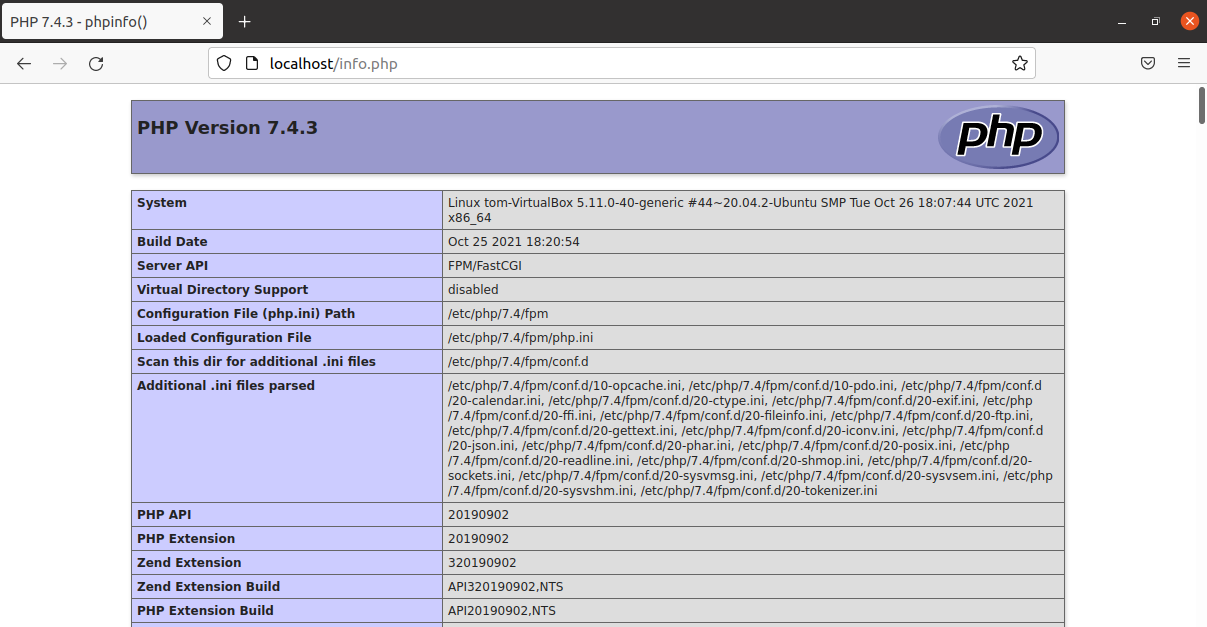 PHP 7.4.3 - phpinfo()
localhost/info.php
PHP Version 7.4.3
php
System
Linux tom-VirtualBox 5.11.0-40-generic #44~20.04.2-Ubuntu SMP Tue Oct 26 18:07:44 UTC 2021
x86_64
Build Date
Oct 25 2021 18:20:54
Server API
FPM/FastCGI
Virtual Directory Support
disabled
Configuration File (php.ini) Path
/etc/php/7.4/fpm
Loaded Configuration File
/etc/php/7.4/fpm/php.ini
Scan this dir for additional .ini files
/etc/php/7.4/fpm/conf.d
Additional .ini files parsed
/etc/php/7.4/fpm/conf.d/10-opcache.ini, /etc/php/7.4/fpm/conf.d/10-pdo.ini, /etc/php/7.4/fpm/conf.d
/20-calendar.ini, /etc/php/7.4/fpm/conf.d/20-ctype.ini, /etc/php/7.4/fpm/conf.d/20-exif.ini, /etc/php
/7.4/fpm/conf.d/20-ffi.ini, /etc/php/7.4/fpm/conf.d/20-fileinfo.ini, /etc/php/7.4/fpm/conf.d/20-ftp.ini,
/etc/php/7.4/fpm/conf.d/20-gettext.ini, /etc/php/7.4/fpm/conf.d/20-iconv.ini, /etc/php/7.4/fpm/conf.d
/20-json.ini, /etc/php/7.4/fpm/conf.d/20-phar.ini, /etc/php/7.4/fpm/conf.d/20-posix.ini, /etc/php
/7.4/fpm/conf.d/20-readline.ini, /etc/php/7.4/fpm/conf.d/20-shmop.ini, /etc/php/7.4/fpm/conf.d/20-
sockets.ini, /etc/php/7.4/fpm/conf.d/20-sysvmsg.ini, /etc/php/7.4/fpm/conf.d/20-sysvsem.ini, /etc/php
/7.4/fpm/conf.d/20-sysvshm.ini, /etc/php/7.4/fpm/conf.d/20-tokenizer.ini
PHP API
20190902
PHP Extension
20190902
Zend Extension
320190902
Zend Extension Build
API320190902,NTS
PHP Extension Build
API20190902,NTS